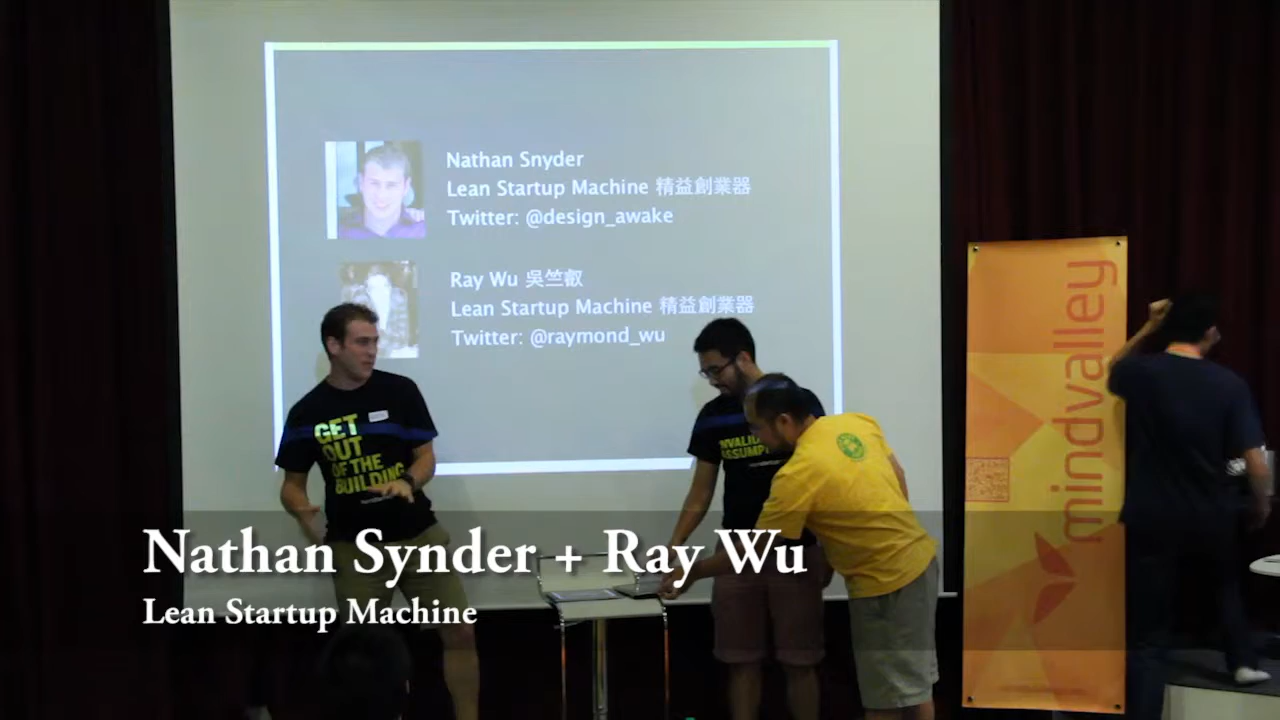 Nathan Snyder
Lean Startup Machine 精益創業器
Twitter: @design_awake
Ray Wu 吳竺叡
Lean Startup Machine 精益創業器
Twitter: @raymond_wu
GET
OUT
OF THE
BUILDING
mindvalley
Nathan Synder + Ray Wu
Lean Startup Machine